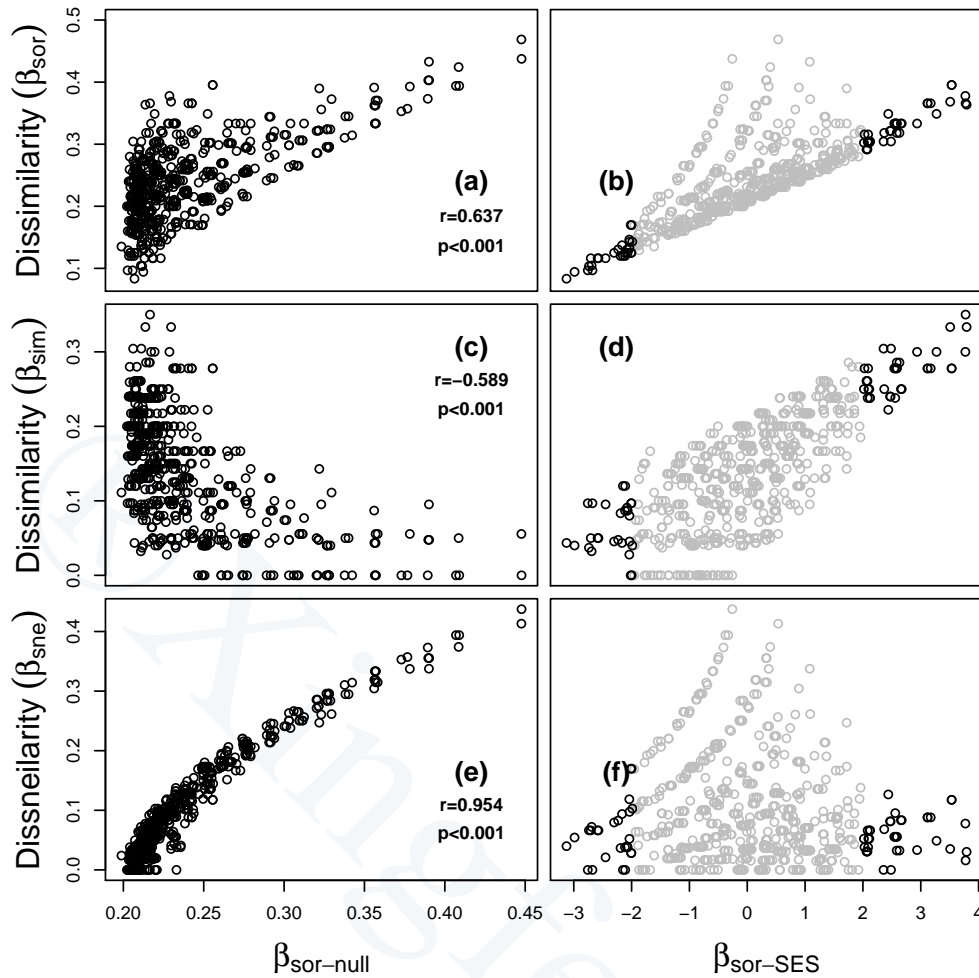 0.5
0.4
0.3
0.2
0.1
Dissimilarity (βsor)
(a)
r=0.637
p<0.001
(b)
0.3
0.2
0.1
0.0
Dissimilarity (βsim)
(c)
r=−0.589
p<0.001
(d)
0.4
0.3
0.2
0.1
0.0
Dissneilarity (βsne)
(e)
r=0.954
p<0.001
(f)
0.20 0.25 0.30 0.35 0.40 0.45
−3 −2 −1 0 1 2 3 4
βsor−null
βsor−SES
©Xingfe